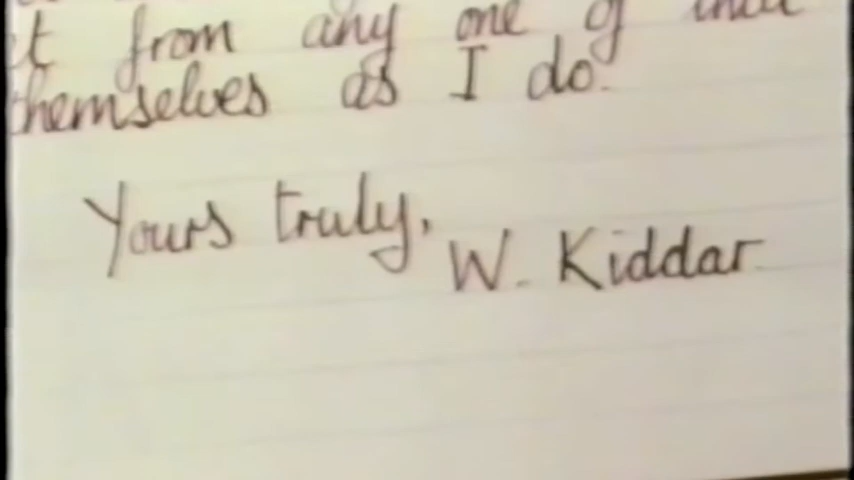 from any one of
themselves as I do.
Yours truly,
W. Kiddar